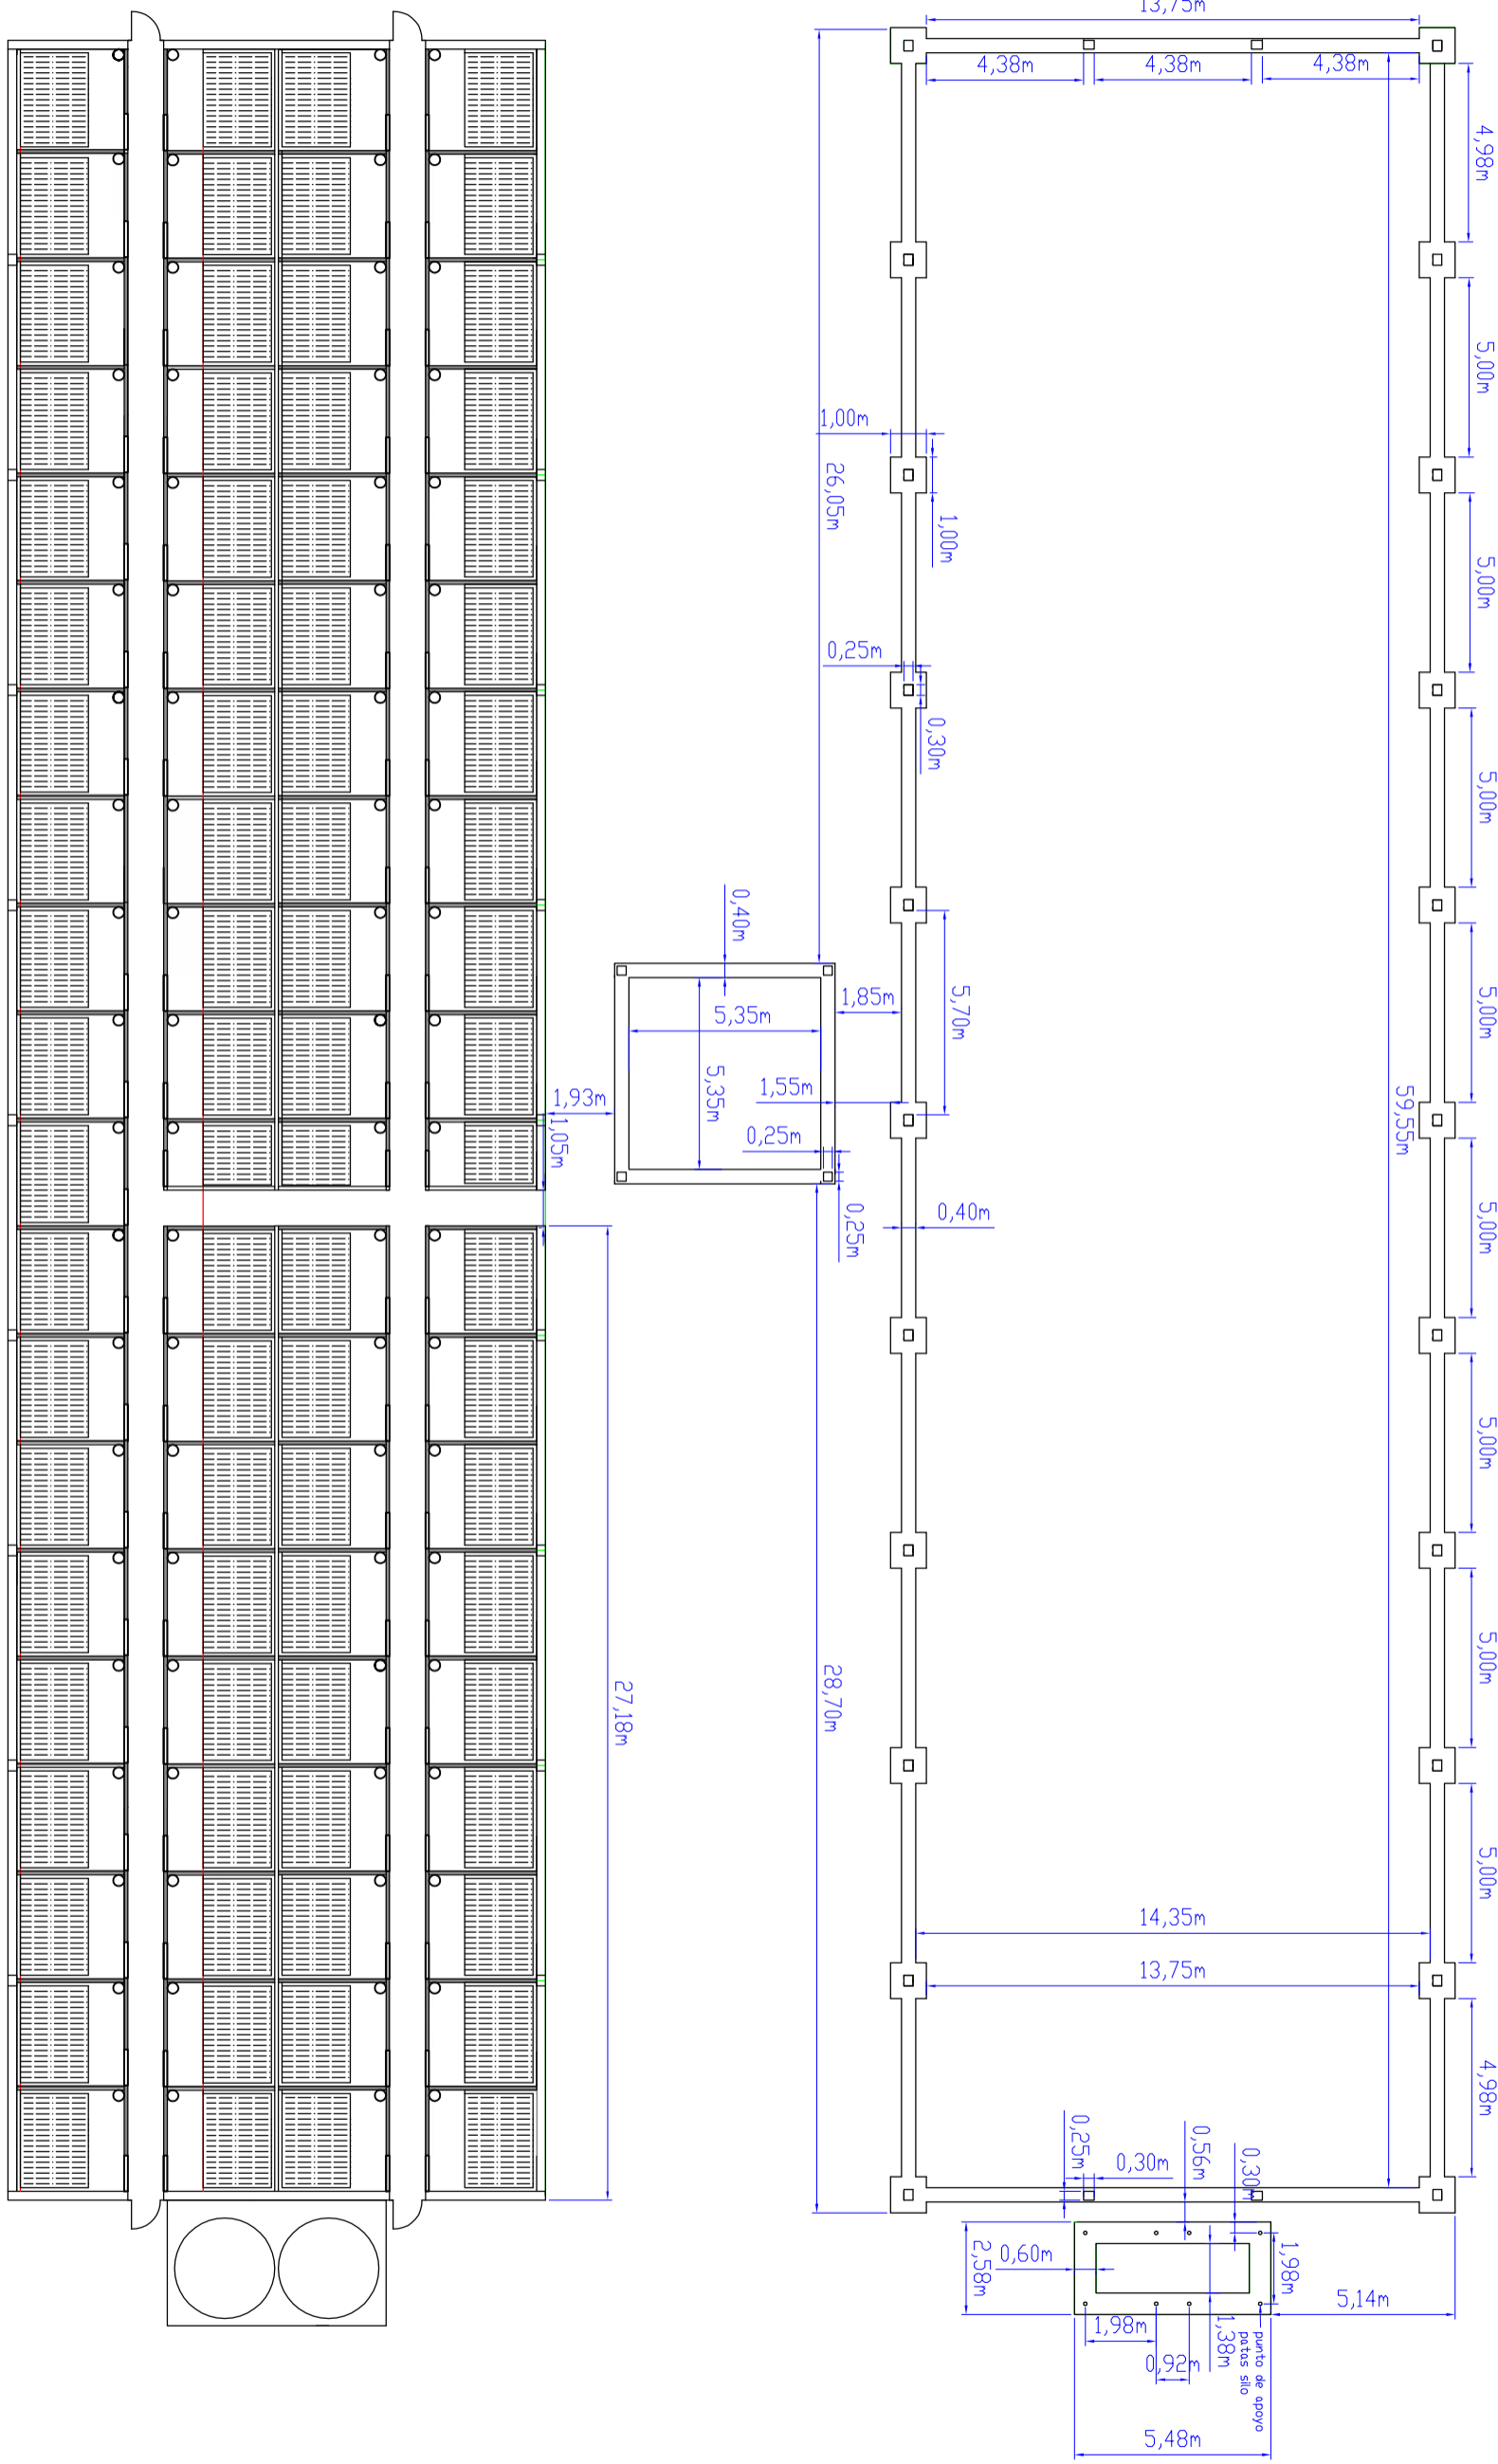 13,75m
4,38m
4,38m
4,38m
4,98m
5,00m
1,00m
26,05m
1,00m
5,00m
0,25m
0,30m
5,00m
0,40m
1,85m
5,70m
5,00m
5,35m
5,35m
1,55m
59,55m
1,93m
1,05m
0,25m
0,25m
0,40m
5,00m
5,00m
27,18m
28,70m
5,00m
5,00m
14,35m
13,75m
4,98m
0,25m
0,30m
0,56m
0,30m
2,58m
0,60m
1,98m
5,14m
1,98m
1,38m
0,92m
punto de apoyo
patas silo
5,48m